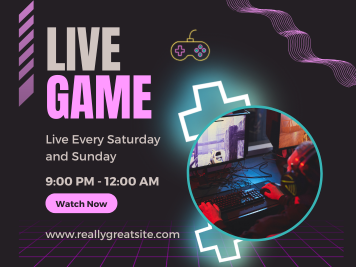 LIVE
GAME
Live Every Saturday
and Sunday
9:00 PM - 12:00 AM
Watch Now
www.reallygreatsite.com